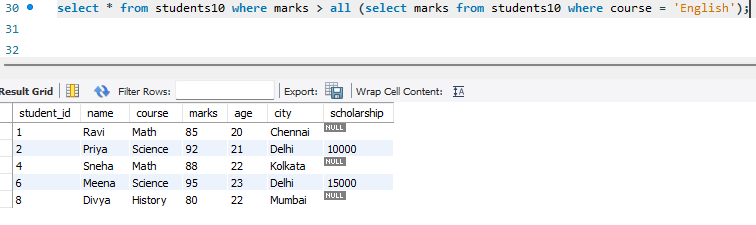 30 select * from students10 where marks > all (select marks from students10 where course = 'English');
31
32
Result Grid Filter Rows: Export: Wrap Cell Content: IA
student_id name course marks age city scholarship
1 Ravi Math 85 20 Chennai NULL
2 Priya Science 92 21 Delhi 10000
4 Sneha Math 88 22 Kolkata NULL
6 Meena Science 95 23 Delhi 15000
8 Divya History 80 22 Mumbai NULL